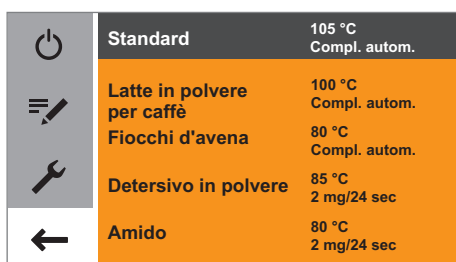 Standard
105 °C
Compl. autom.
Latte in polvere
per caffè
100 °C
Compl. autom.
Fiocchi d'avena
80 °C
Compl. autom.
Detersivo in polvere
85 °C
2 mg/24 sec
Amido
80 °C
2 mg/24 sec